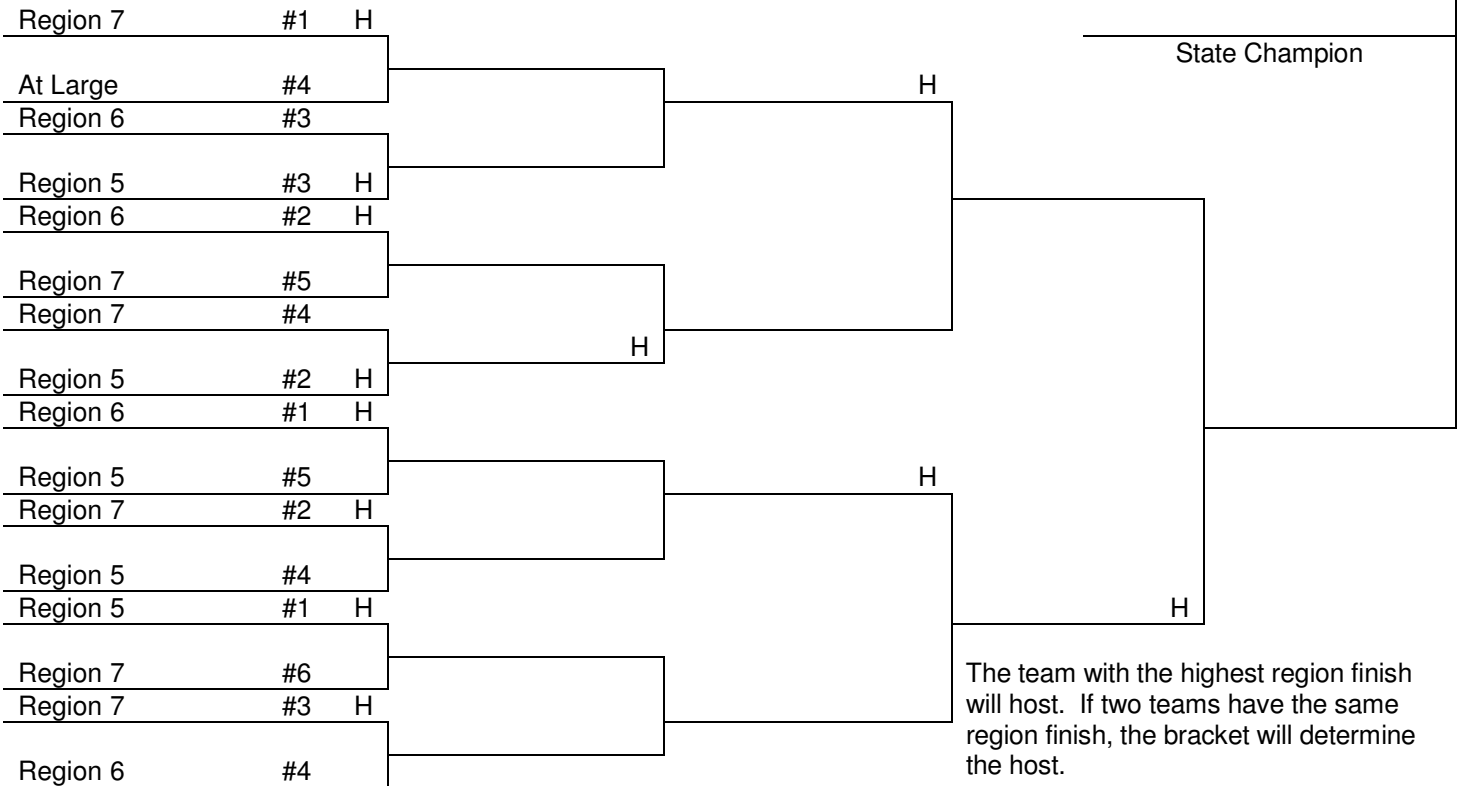 Region 7 #1 H
State Champion
At Large #4 H
Region 6 #3
Region 5 #3 H
Region 6 #2 H
Region 7 #5
Region 7 #4
H
Region 5 #2 H
Region 6 #1 H
Region 5 #5 H
Region 7 #2 H
Region 5 #4
Region 5 #1 H H
Region 7 #6
Region 7 #3 H
Region 6 #4
The team with the highest region finish
will host. If two teams have the same
region finish, the bracket will determine
the host.